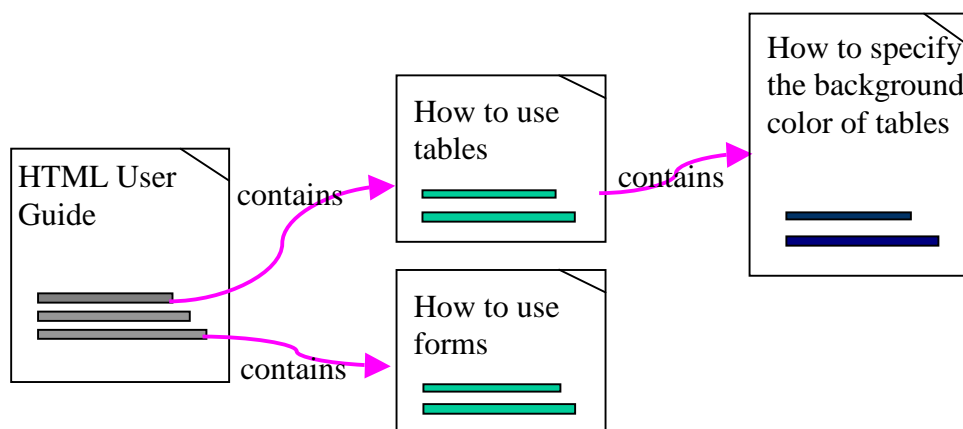 HTML User
Guide
contains
contains
How to use
tables
How to use
forms
contains
How to specify
the background
color of tables